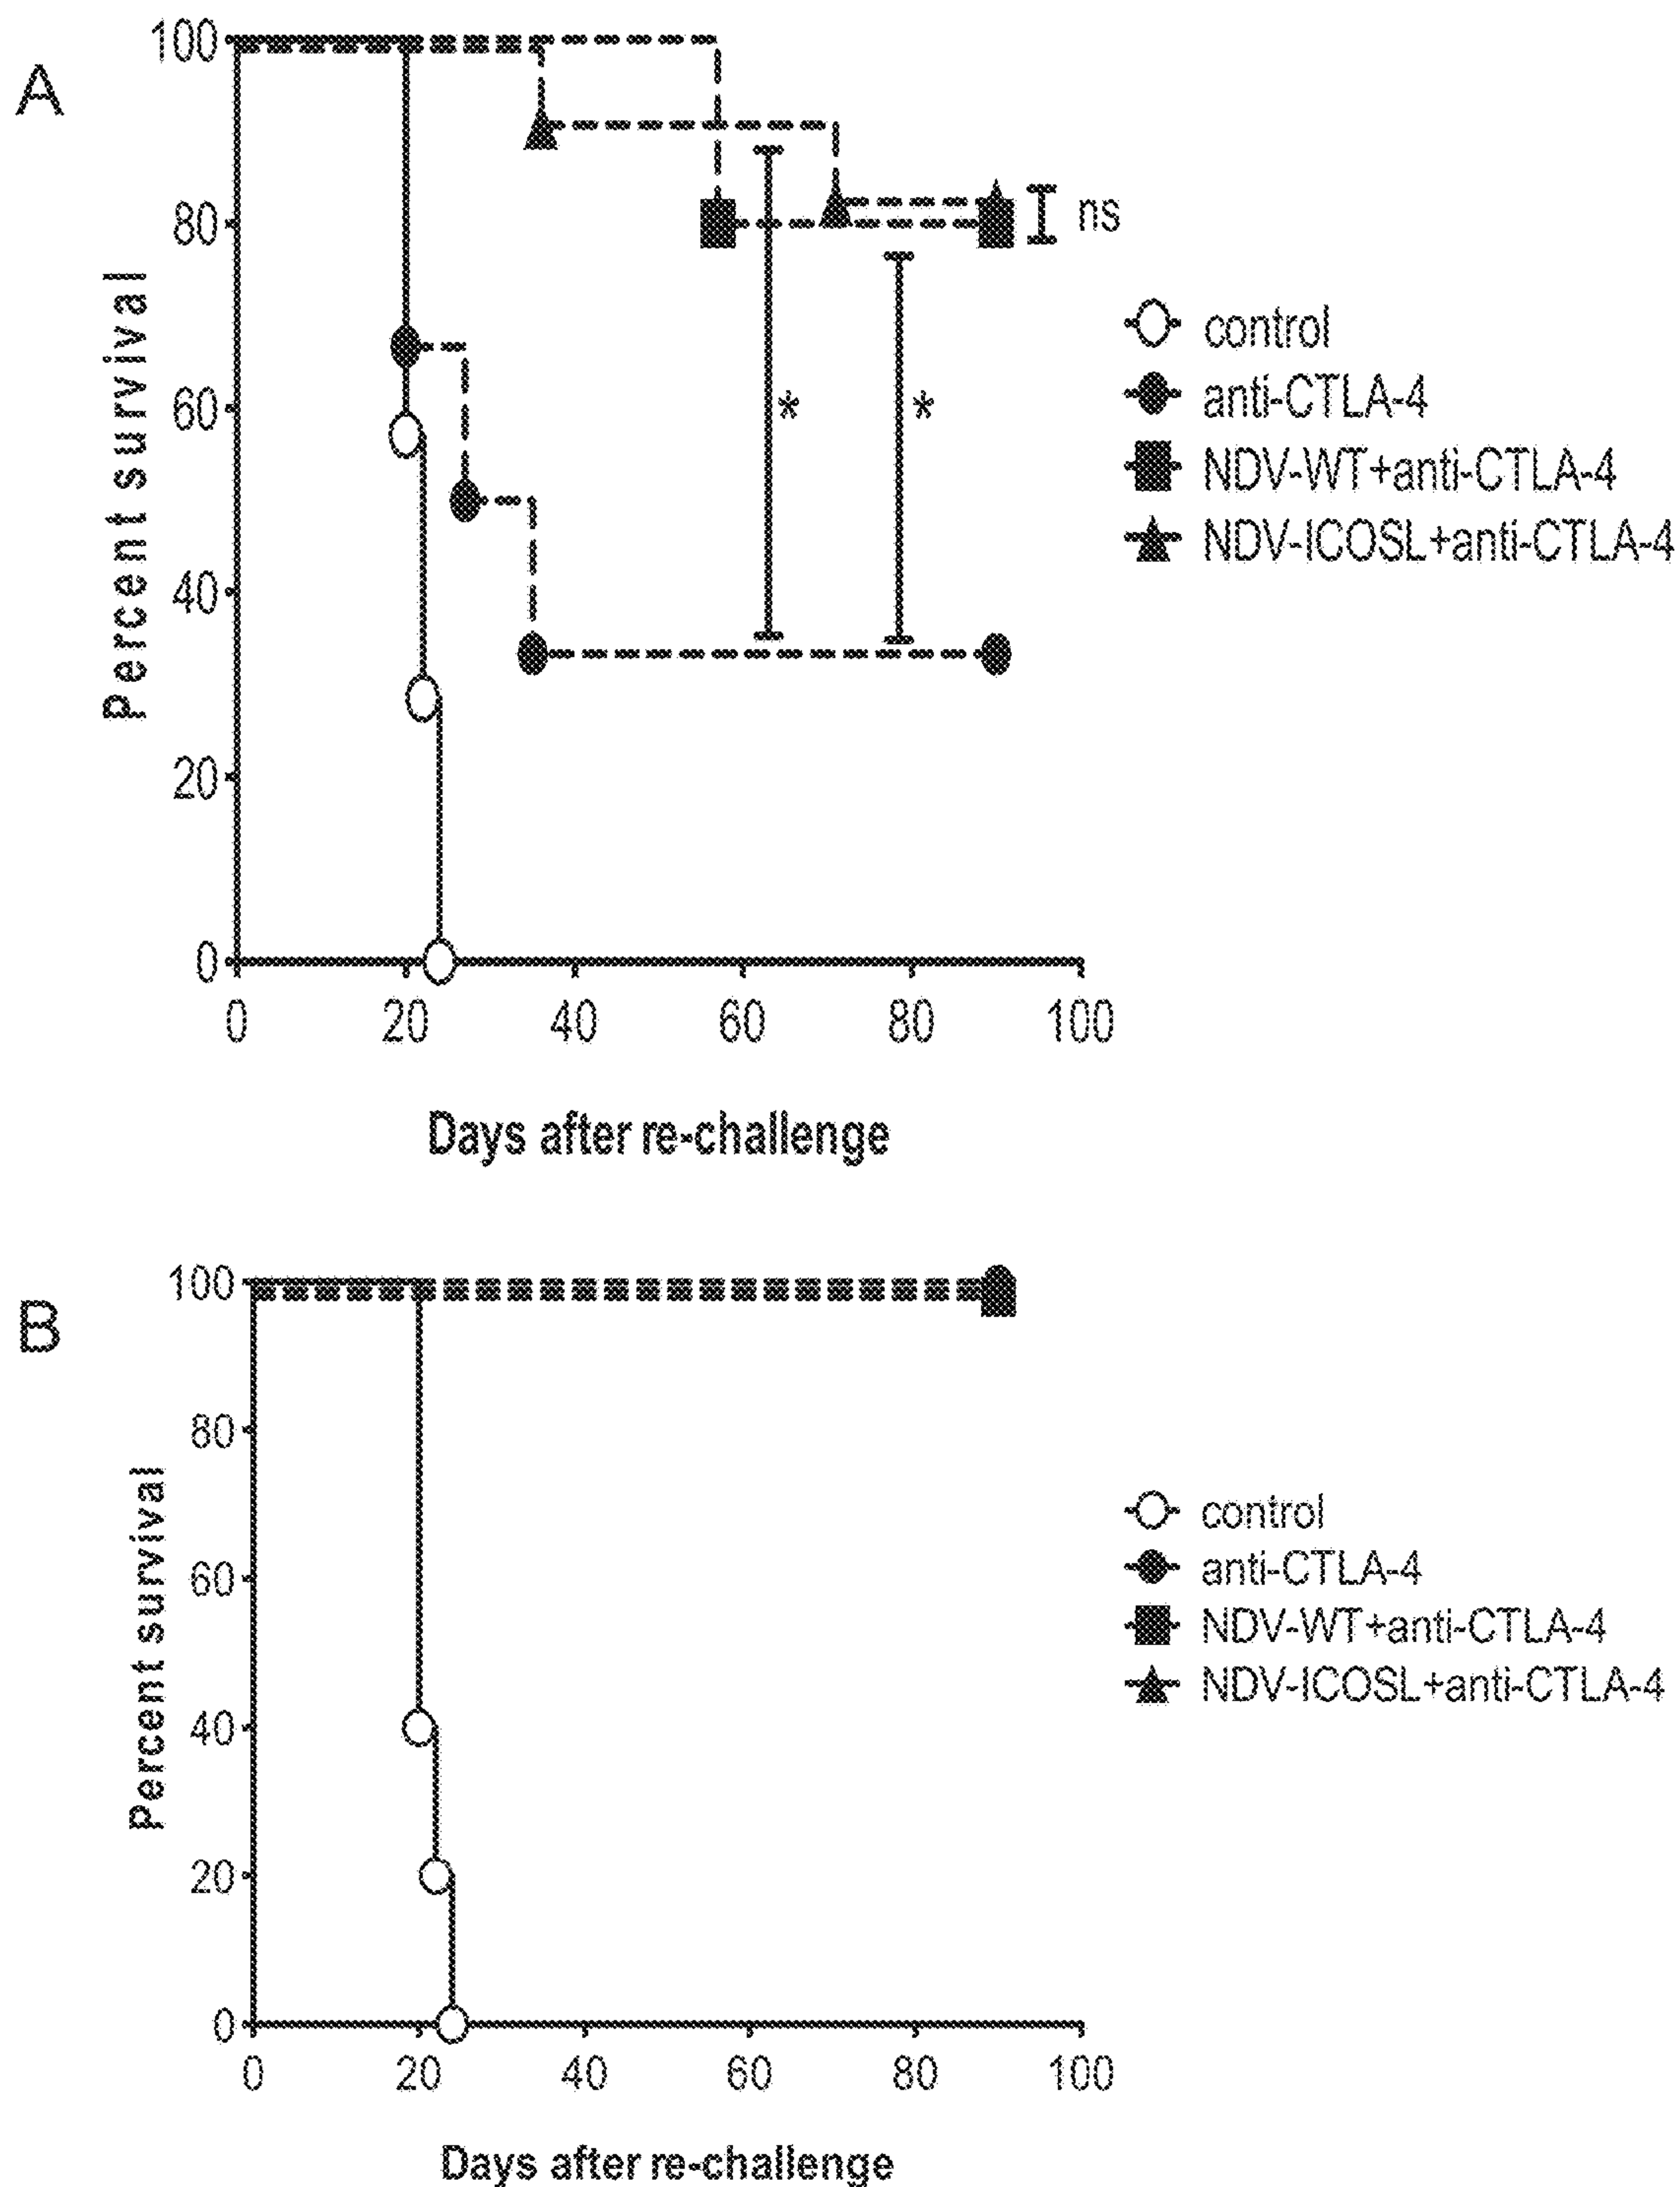 A
Percent survival
100
80
60
40
20
0
0 20 40 60 80 100
Days after re-challenge
*
*
ns
control
anti-CTLA-4
NDV-WT+anti-CTLA-4
NDV-ICOSL+anti-CTLA-4
B
Percent survival
100
80
60
40
20
0
0 20 40 60 80 100
Days after re-challenge
control
anti-CTLA-4
NDV-WT+anti-CTLA-4
NDV-ICOSL+anti-CTLA-4